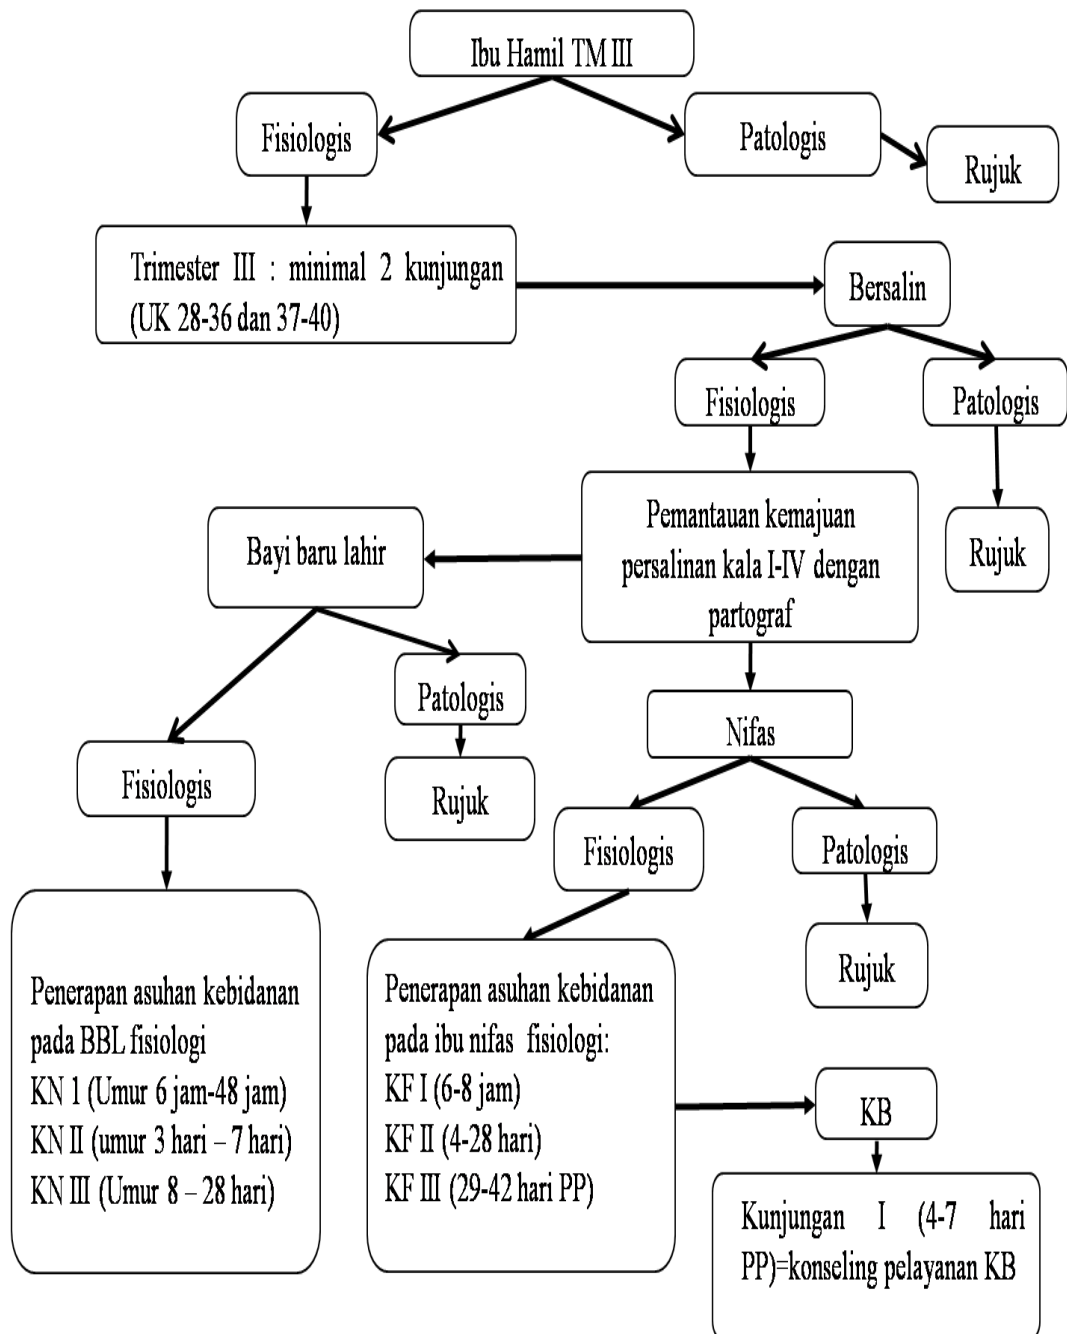 Ibu Hamil TM III
Fisiologis
Patologis
Rujuk
Trimester III : minimal 2 kunjungan
(UK 28-36 dan 37-40)
Bersalin
Fisiologis
Patologis
Pemantauan kemajuan
persalinan kala I-IV dengan
partograf
Rujuk
Bayi baru lahir
Patologis
Nifas
Fisiologis
Rujuk
Fisiologis
Patologis
Rujuk
Penerapan asuhan kebidanan
pada BBL fisiologi
KN 1 (Umur 6 jam-48 jam)
KN II (umur 3 hari – 7 hari)
KN III (Umur 8 – 28 hari)
Penerapan asuhan kebidanan
pada ibu nifas fisiologi:
KF I (6-8 jam)
KF II (4-28 hari)
KF III (29-42 hari PP)
KB
Kunjungan I (4-7 hari
PP)=konseling pelayanan KB